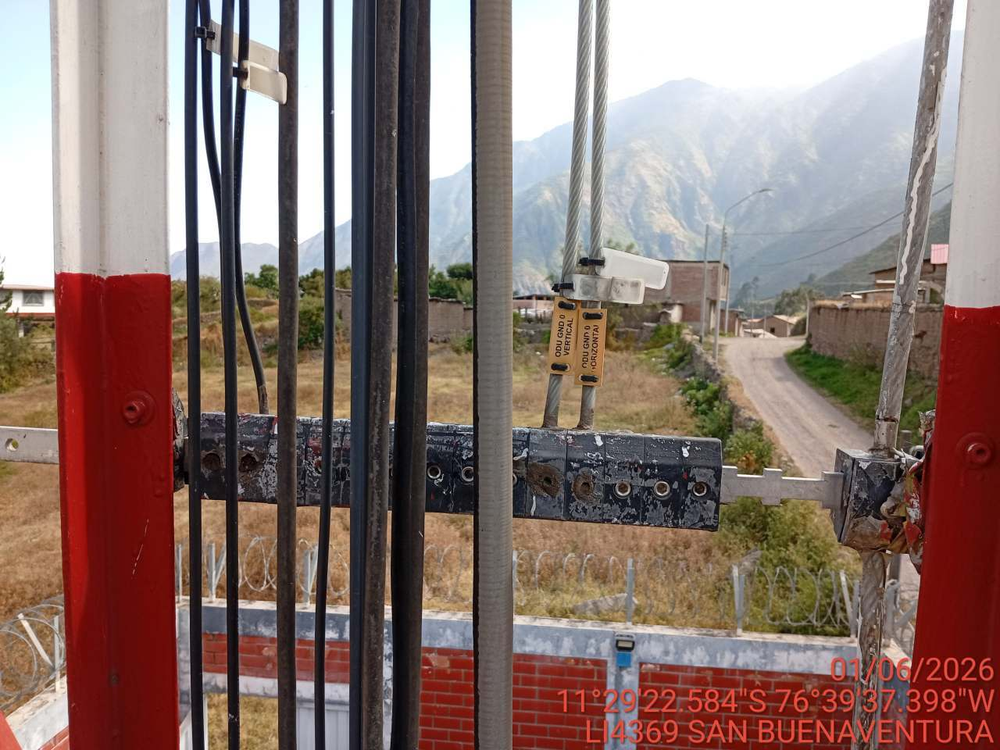 ODU GND 0
VERTICAL
ODU GND 0
HORIZONTAL
01/06/2026
11°29'22.584"S 76°39'37.398"W
LI4369 SAN BUENAVENTURA